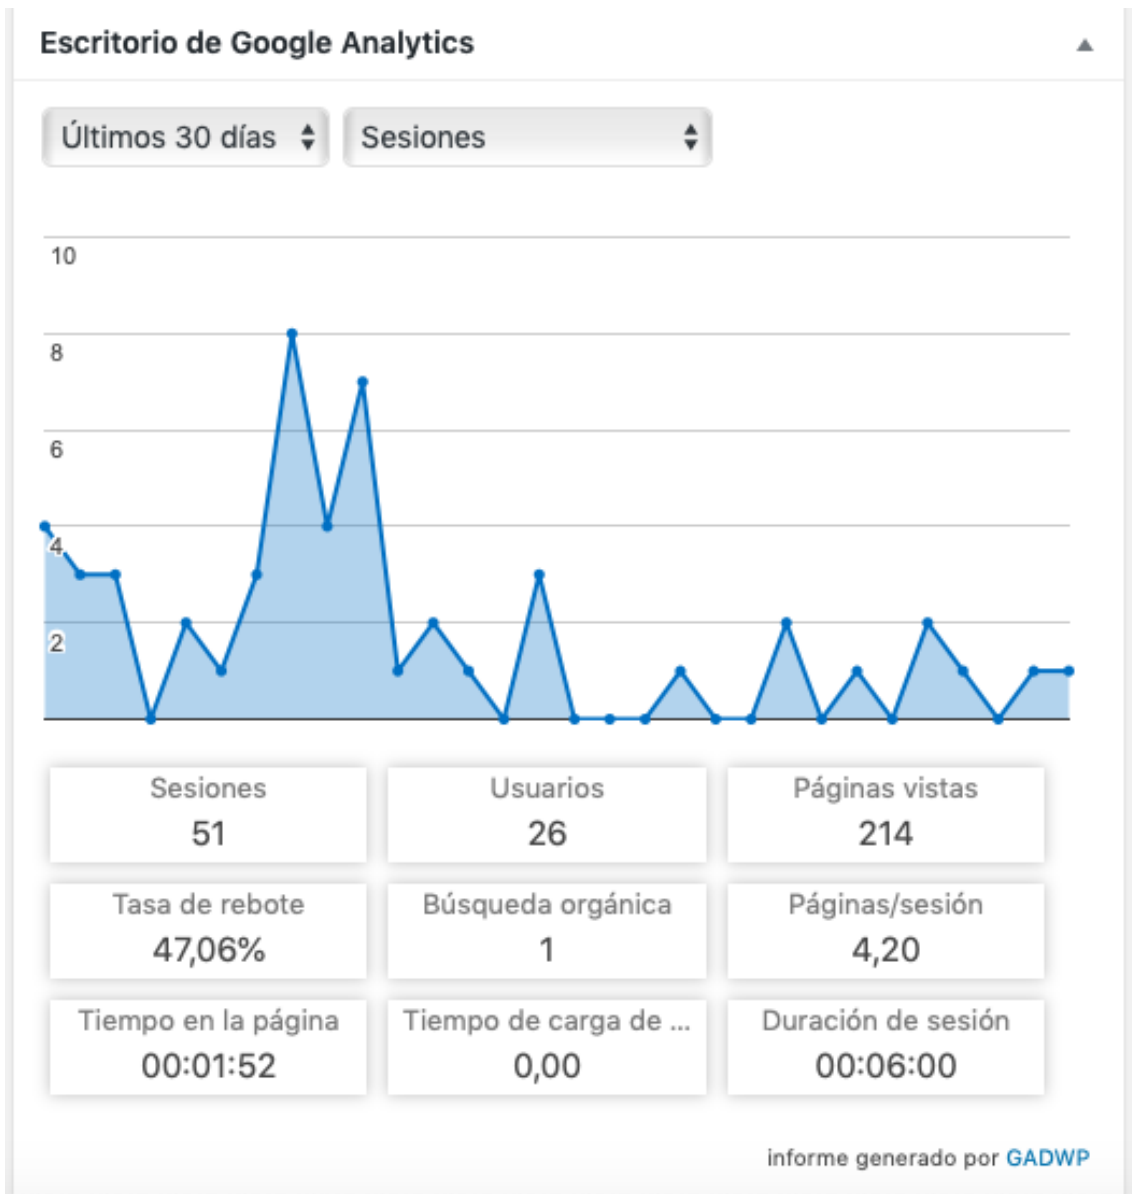 Escritorio de Google Analytics
Últimos 30 días
Sesiones
10
8
6
4
2
Sesiones
51
Usuarios
26
Páginas vistas
214
Tasa de rebote
47,06%
Búsqueda orgánica
1
Páginas/sesión
4,20
Tiempo en la página
00:01:52
Tiempo de carga de ...
0,00
Duración de sesión
00:06:00
informe generado por GADWP